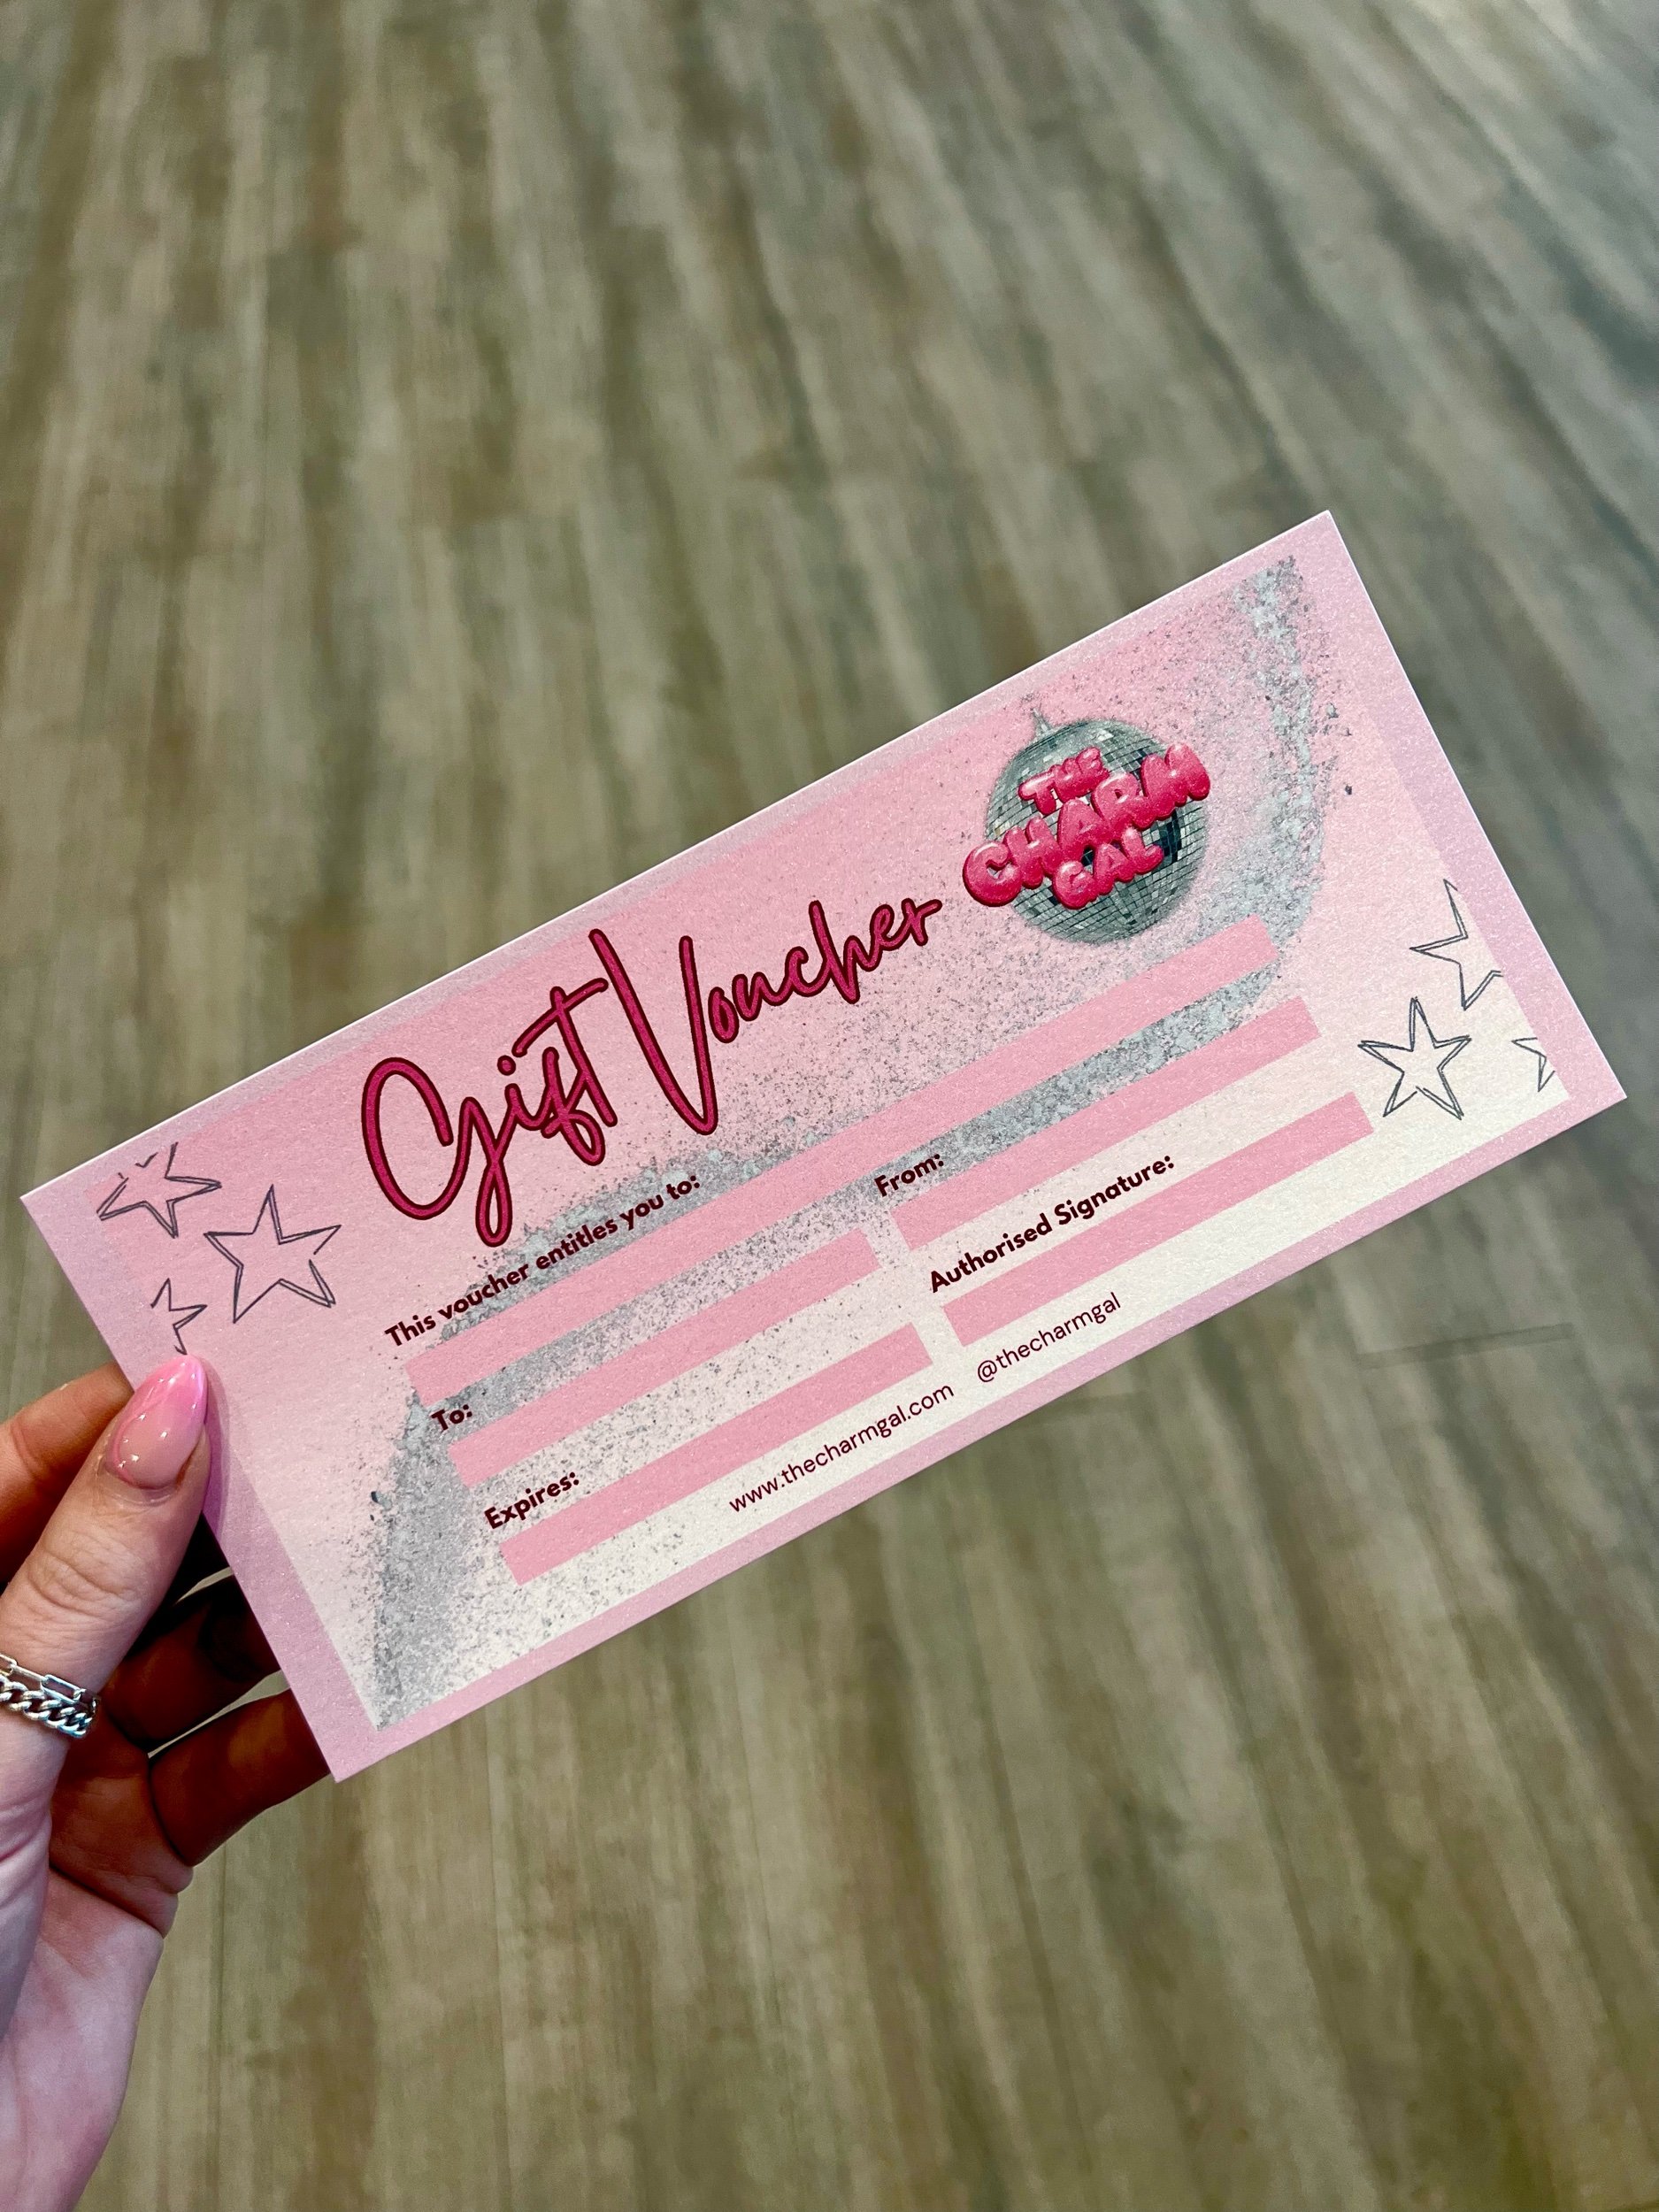 THE
CHARM
GAL
Gift Voucher
This voucher entitles you to:
To:
From:
Expires:
Authorised Signature:
www.thecharmgal.com @thecharmgal